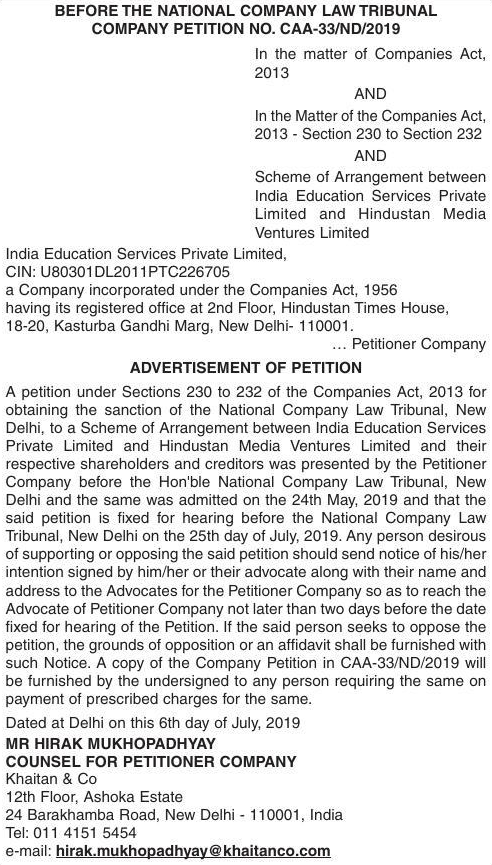 BEFORE THE NATIONAL COMPANY LAW TRIBUNAL
COMPANY PETITION NO. CAA-33/ND/2019
In the matter of Companies Act,
2013
AND
In the Matter of the Companies Act,
2013 - Section 230 to Section 232
AND
Scheme of Arrangement between
India Education Services Private
Limited and Hindustan Media
Ventures Limited
India Education Services Private Limited,
CIN: U80301DL2011PTC226705
a Company incorporated under the Companies Act, 1956
having its registered office at 2nd Floor, Hindustan Times House,
18-20, Kasturba Gandhi Marg, New Delhi- 110001.
... Petitioner Company
ADVERTISEMENT OF PETITION
A petition under Sections 230 to 232 of the Companies Act, 2013 for
obtaining the sanction of the National Company Law Tribunal, New
Delhi, to a Scheme of Arrangement between India Education Services
Private Limited and Hindustan Media Ventures Limited and their
respective shareholders and creditors was presented by the Petitioner
Company before the Hon'ble National Company Law Tribunal, New
Delhi and the same was admitted on the 24th May, 2019 and that the
said petition is fixed for hearing before the National Company Law
Tribunal, New Delhi on the 25th day of July, 2019. Any person desirous
of supporting or opposing the said petition should send notice of his/her
intention signed by him/her or their advocate along with their name and
address to the Advocates for the Petitioner Company so as to reach the
Advocate of Petitioner Company not later than two days before the date
fixed for hearing of the Petition. If the said person seeks to oppose the
petition, the grounds of opposition or an affidavit shall be furnished with
such Notice. A copy of the Company Petition in CAA-33/ND/2019 will
be furnished by the undersigned to any person requiring the same on
payment of prescribed charges for the same.
Dated at Delhi on this 6th day of July, 2019
MR HIRAK MUKHOPADHYAY
COUNSEL FOR PETITIONER COMPANY
Khaitan & Co
12th Floor, Ashoka Estate
24 Barakhamba Road, New Delhi - 110001, India
Tel: 011 4151 5454
e-mail: hirak.mukhopadhyay@khaitanco.com